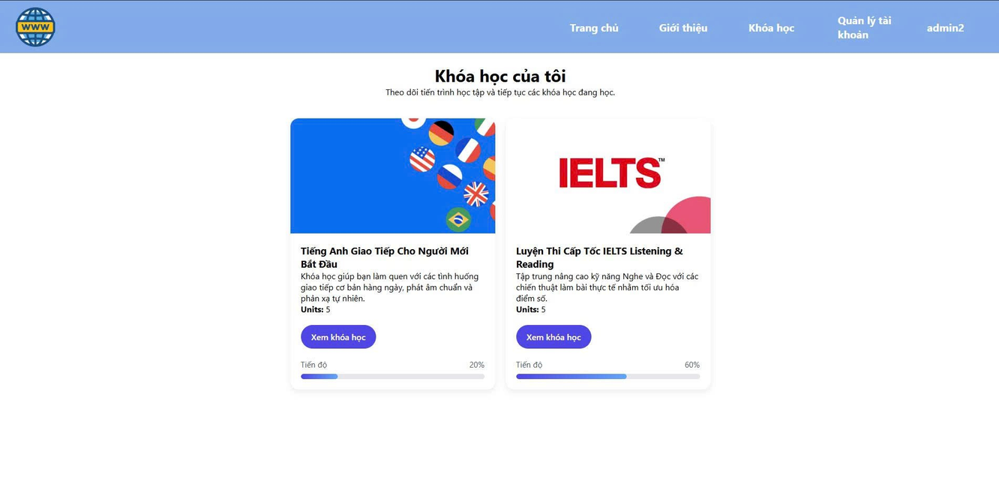 WWW
Trang chủ
Giới thiệu
Khóa học
Quản lý tài
khoản
admin2
Khóa học của tôi
Theo dõi tiến trình học tập và tiếp tục các khóa học đang học.
IELTS™
Tiếng Anh Giao Tiếp Cho Người Mới
Bắt Đầu
Khóa học giúp bạn làm quen với các tình huống
giao tiếp cơ bản hàng ngày, phát âm chuẩn và
phản xạ tự nhiên.
Units: 5
Xem khóa học
Tiến độ 20%
Luyện Thi Cấp Tốc IELTS Listening &
Reading
Tập trung nâng cao kỹ năng Nghe và Đọc với các
chiến thuật làm bài thực tế nhằm tối ưu hóa
điểm số.
Units: 5
Xem khóa học
Tiến độ 60%